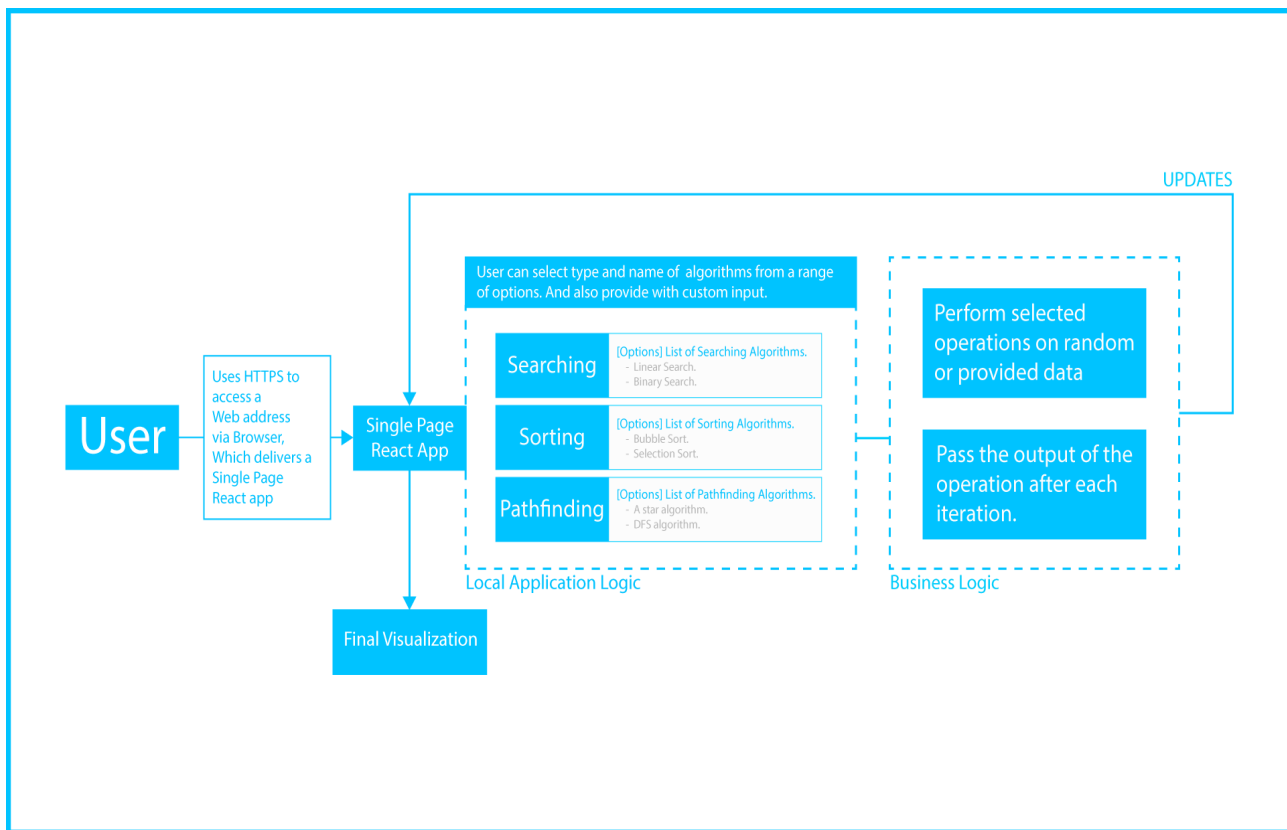 UPDATES
User can select type and name of algorithms from a range
of options. And also provide with custom input.
User
Uses HTTPS to
access a
Web address
via Browser,
Which delivers a
Single Page
React app
Single Page
React App
Searching
[Options] List of Searching Algorithms.
- Linear Search.
- Binary Search.
Sorting
[Options] List of Sorting Algorithms.
- Bubble Sort.
- Selection Sort.
Pathfinding
[Options] List of Pathfinding Algorithms.
- A star algorithm.
- DFS algorithm.
Local Application Logic
Perform selected
operations on random
or provided data
Pass the output of the
operation after each
iteration.
Business Logic
Final Visualization